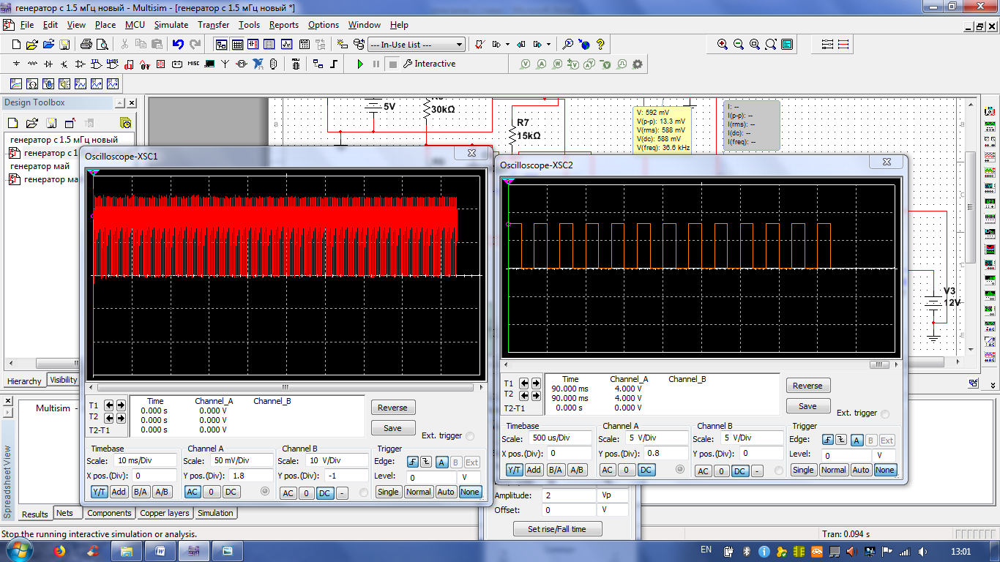 генератор с 1.5 мГц новый - Multisim - [генератор с 1.5 мГц новый *]
File Edit View Place MCU Simulate Transfer Tools Reports Options Window Help
--- In-Use List ---
MISC
Interactive
Design Toolbox
генератор с 1.5 мГц новый
генератор с 1
генератор май
генератор ма
Hierarchy Visibility
5V
30kΩ
R7
15kΩ
V: 592 mV
V(p-p): 13.3 mV
V(rms): 588 mV
V(dc): 588 mV
V(freq): 36.6 kHz
I: --
I(p-p): --
I(rms): --
I(dc): --
I(freq): --
V3
12V
Oscilloscope-XSC1
T1
T2
T2-T1
Time Channel_A Channel_B
0.000 s 0.000 V
0.000 s 0.000 V
0.000 s 0.000 V
Reverse
Save
Ext. trigger
Timebase
Scale: 10 ms/Div
X pos.(Div): 0
Y/T Add B/A A/B
Channel A
Scale: 50 mV/Div
Y pos.(Div): 1.8
AC 0 DC
Channel B
Scale: 10 V/Div
Y pos.(Div): -1
AC 0 DC -
Trigger
Edge: A B Ext
Level: 0 V
Single Normal Auto None
Oscilloscope-XSC2
T1
T2
T2-T1
Time Channel_A Channel_B
90.000 ms 4.000 V
90.000 ms 4.000 V
0.000 s 0.000 V
Reverse
Save
Ext. trigger
Timebase
Scale: 500 us/Div
X pos.(Div): 0
Y/T Add B/A A/B
Channel A
Scale: 5 V/Div
Y pos.(Div): 0.8
AC 0 DC
Channel B
Scale: 5 V/Div
Y pos.(Div): 0
AC 0 DC -
Trigger
Edge: A B Ext
Level: 0 V
Single Normal Auto None
Amplitude: 2 Vp
Offset: 0 V
Set rise/Fall time
Multisim -
Spreadsheet View
Results Nets Components Copper layers Simulation
Stop the running interactive simulation or analysis.
Tran: 0.094 s
EN
13:01